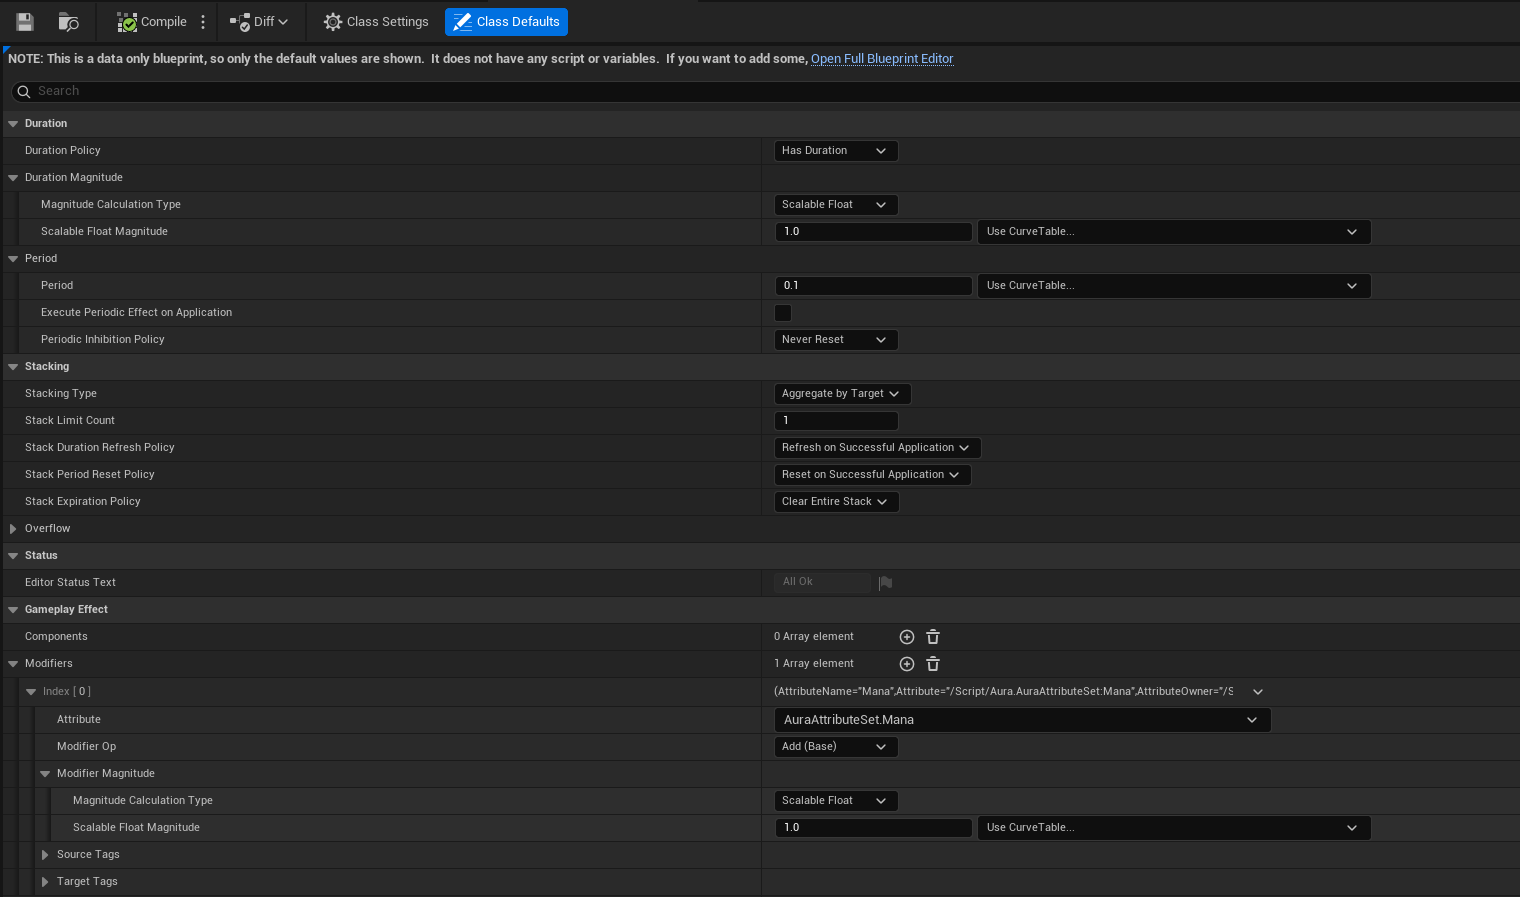 Compile
Diff
Class Settings
Class Defaults
NOTE: This is a data only blueprint, so only the default values are shown.  It does not have any script or variables.  If you want to add some, Open Full Blueprint Editor
Search
Duration
Duration Policy Has Duration
Duration Magnitude
Magnitude Calculation Type Scalable Float
Scalable Float Magnitude 1.0 Use CurveTable...
Period
Period 0.1 Use CurveTable...
Execute Periodic Effect on Application
Periodic Inhibition Policy Never Reset
Stacking
Stacking Type Aggregate by Target
Stack Limit Count 1
Stack Duration Refresh Policy Refresh on Successful Application
Stack Period Reset Policy Reset on Successful Application
Stack Expiration Policy Clear Entire Stack
Overflow
Status
Editor Status Text All Ok
Gameplay Effect
Components 0 Array element
Modifiers 1 Array element
Index [ 0 ] (AttributeName="Mana",Attribute="/Script/Aura.AuraAttributeSet:Mana",AttributeOwner="/S
Attribute AuraAttributeSet.Mana
Modifier Op Add (Base)
Modifier Magnitude
Magnitude Calculation Type Scalable Float
Scalable Float Magnitude 1.0 Use CurveTable...
Source Tags
Target Tags